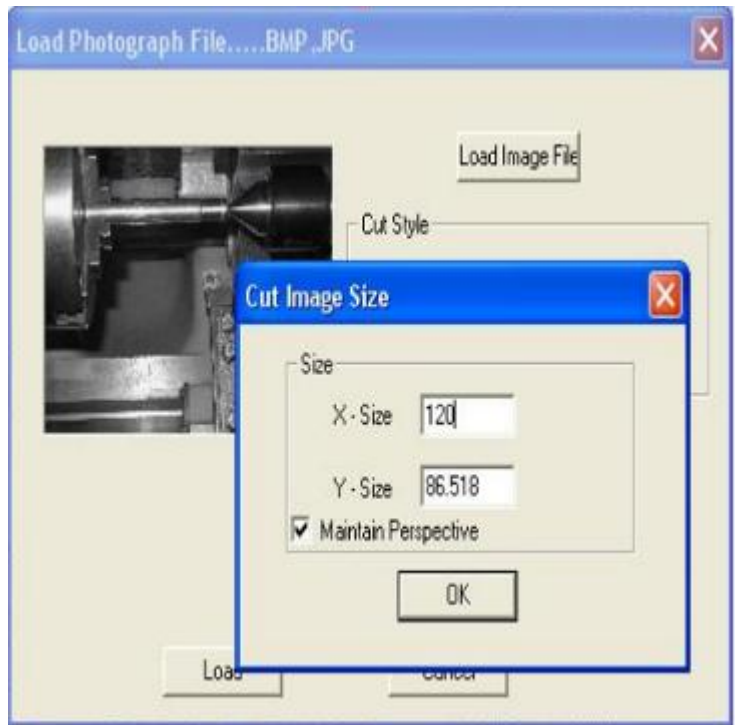 Load Photograph File.....BMP,JPG
Load Image File
Cut Style
Cut Image Size
Size
X - Size 120
Y - Size 86.518
Maintain Perspective
OK